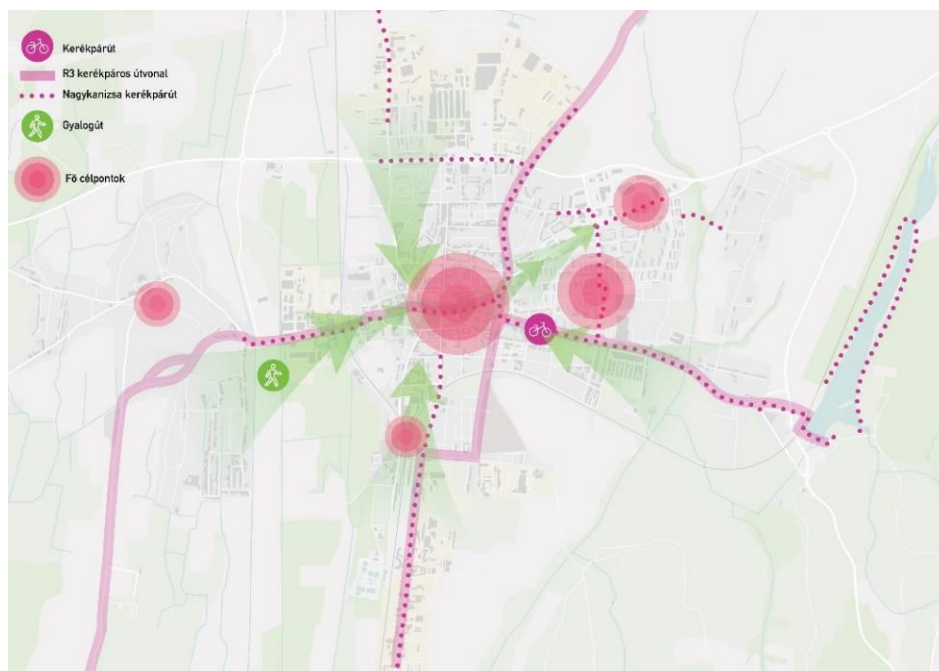 Kerékpárút
R3 kerékpáros útvonal
Nagykanizsa kerékpárút
Gyalogút
Fő célpontok